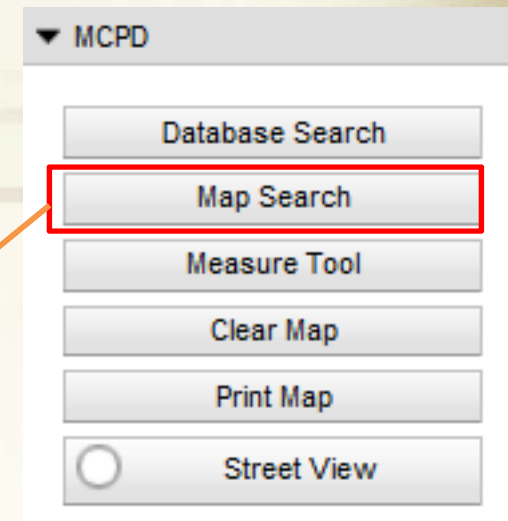 MCPD
Database Search
Map Search
Measure Tool
Clear Map
Print Map
Street View